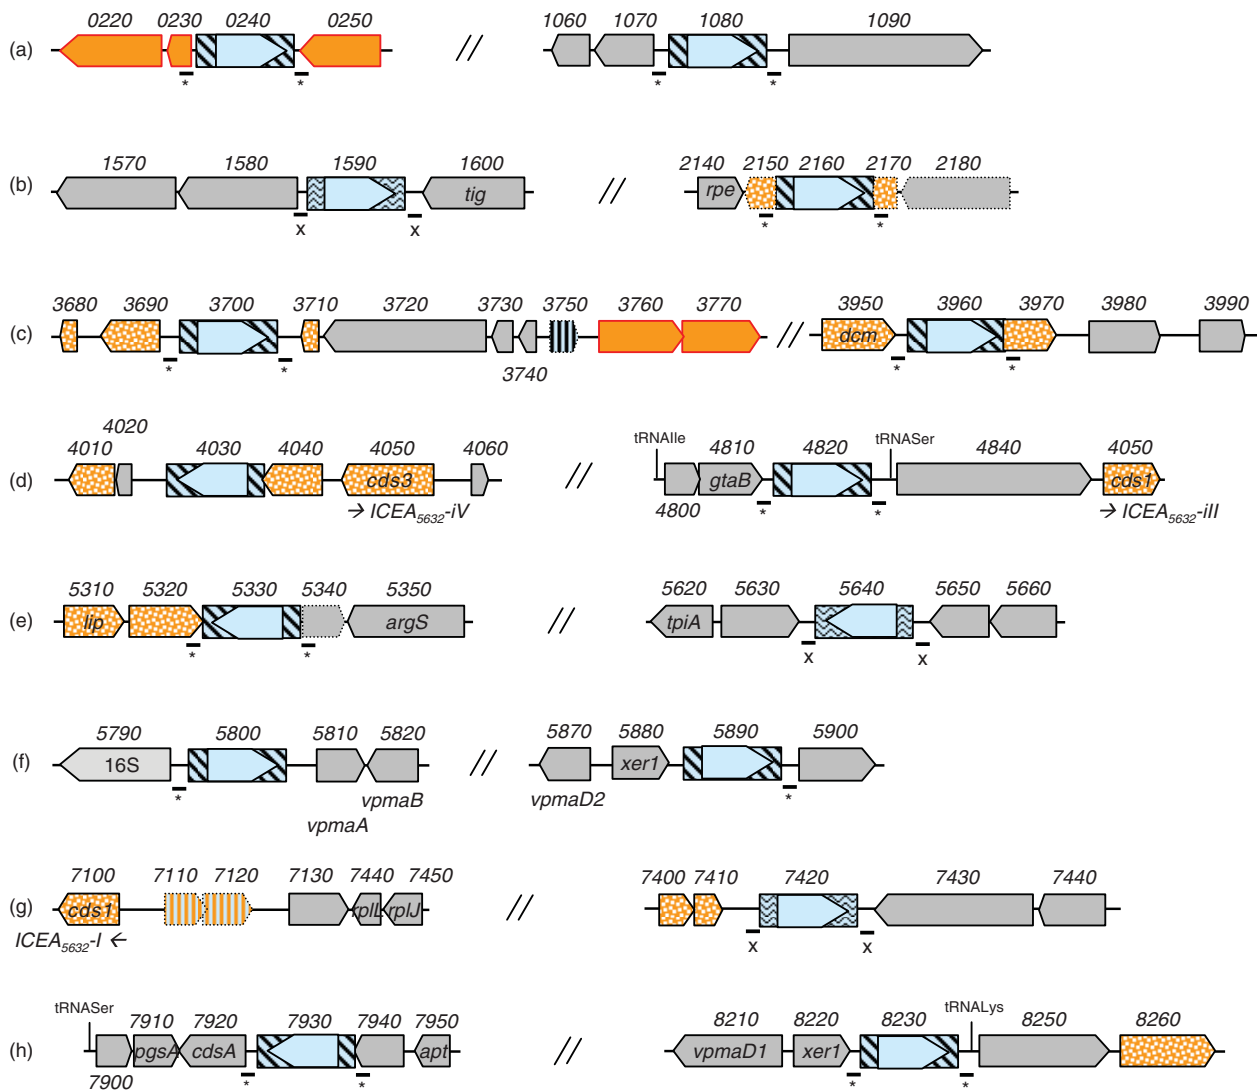 0220 0230 0240 0250 1060 1070 1080 1090
(a) //
* * * *
1570 1580 1590 1600 2140 2150 2160 2170 2180
(b) tig // rpe
x x * *
3680 3690 3700 3710 3720 3730 3750 3760 3770 3950 3960 3970 3980 3990
(c) // dcm
* * 3740 * *
4010 4020 4030 4040 4050 4060 tRNAIle 4810 4820 tRNASer 4840 4050
(d) cds3 // gtaB cds1
→ ICEA5632-iV 4800 * * → ICEA5632-iII
5310 5320 5330 5340 5350 5620 5630 5640 5650 5660
(e) lip argS // tpiA
* * x x
5790 5800 5810 5820 5870 5880 5890 5900
(f) 16S // xer1
* vpmaB vpmaD2 *
vpmaA
7100 7110 7120 7130 7440 7450 7400 7410 7420 7430 7440
(g) cds1 rplL rplJ //
ICEA5632-I ← x x
tRNASer 7910 7920 7930 7940 7950 8210 8220 8230 tRNALys 8250 8260
(h) pgsA cdsA apt // vpmaD1 xer1
7900 * * * *